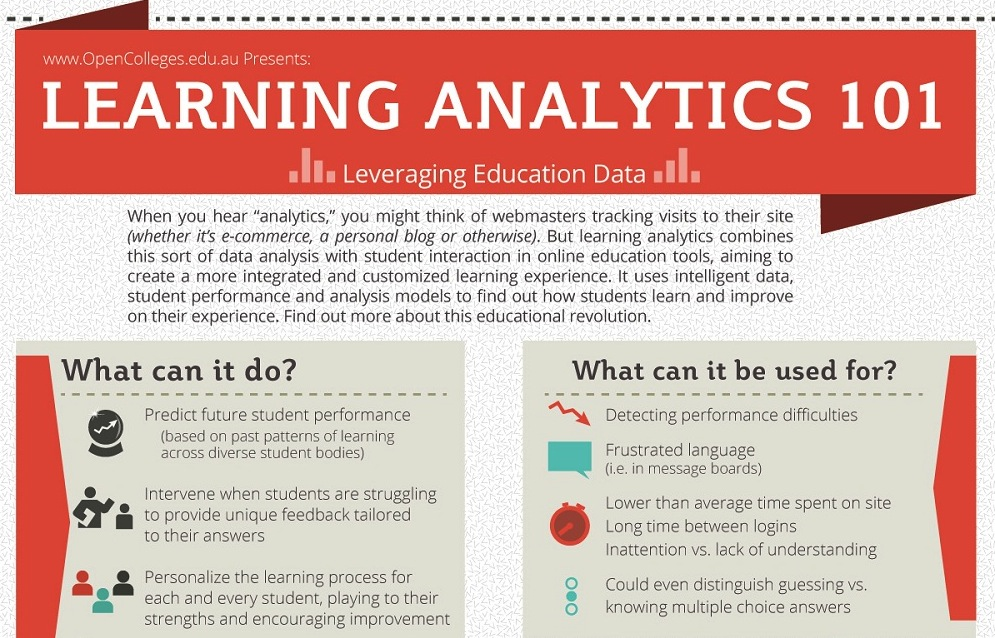 www.OpenColleges.edu.au Presents:
LEARNING ANALYTICS 101
Leveraging Education Data
When you hear “analytics,” you might think of webmasters tracking visits to their site
(whether it’s e-commerce, a personal blog or otherwise). But learning analytics combines
this sort of data analysis with student interaction in online education tools, aiming to
create a more integrated and customized learning experience. It uses intelligent data,
student performance and analysis models to find out how students learn and improve
on their experience. Find out more about this educational revolution.
What can it do?
Predict future student performance
(based on past patterns of learning
across diverse student bodies)
Intervene when students are struggling
to provide unique feedback tailored
to their answers
Personalize the learning process for
each and every student, playing to their
strengths and encouraging improvement
What can it be used for?
Detecting performance difficulties
Frustrated language
(i.e. in message boards)
Lower than average time spent on site
Long time between logins
Inattention vs. lack of understanding
Could even distinguish guessing vs.
knowing multiple choice answers